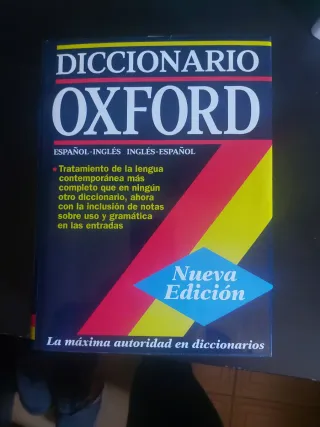 DICCIONARIO
OXFORD
ESPAÑOL-INGLÉS INGLÉS-ESPAÑOL
• Tratamiento de la lengua
contemporánea más
completo que en ningún
otro diccionario, ahora
con la inclusión de notas
sobre uso y gramática
en las entradas
Nueva
Edición
La máxima autoridad en diccionarios